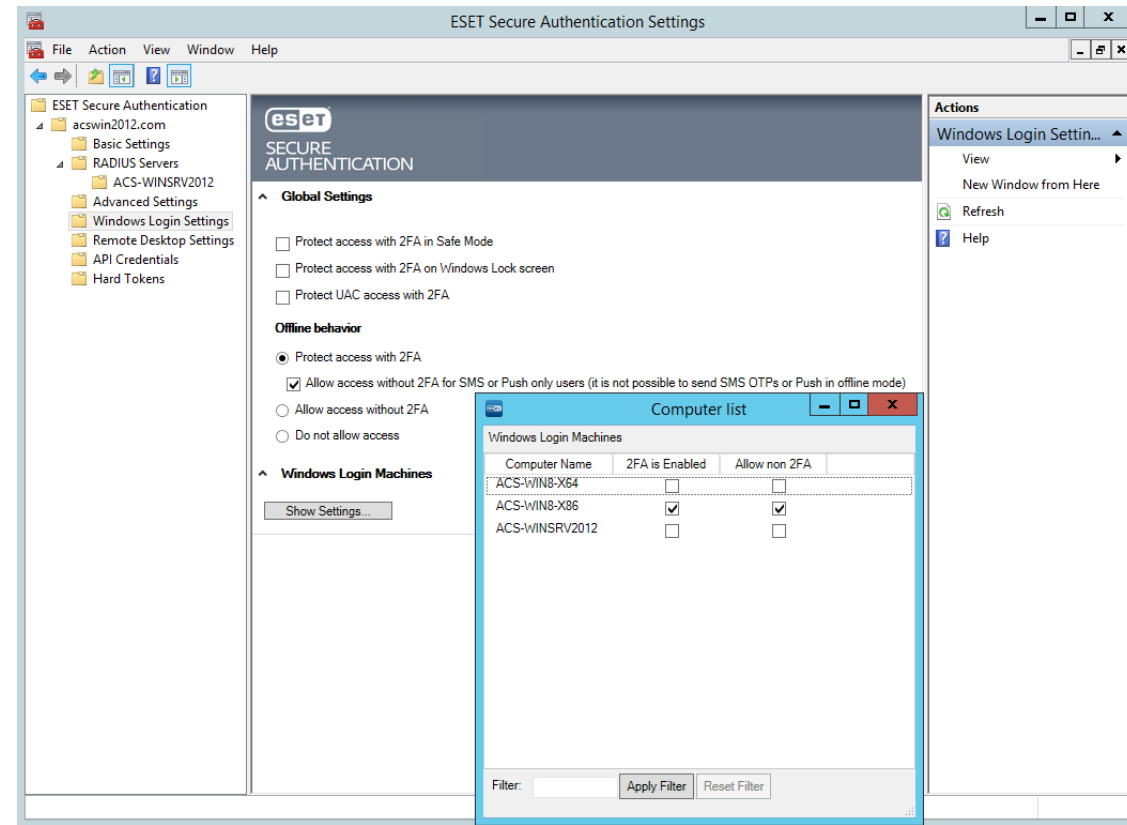 ESET Secure Authentication Settings
File Action View Window Help
ESET Secure Authentication
acswin2012.com
Basic Settings
RADIUS Servers
ACS-WINSRV2012
Advanced Settings
Windows Login Settings
Remote Desktop Settings
API Credentials
Hard Tokens
eseT
SECURE
AUTHENTICATION
Global Settings
Protect access with 2FA in Safe Mode
Protect access with 2FA on Windows Lock screen
Protect UAC access with 2FA
Offline behavior
Protect access with 2FA
Allow access without 2FA for SMS or Push only users (it is not possible to send SMS OTPs or Push in offline mode)
Allow access without 2FA
Do not allow access
Windows Login Machines
Show Settings...
Computer list
Windows Login Machines
Computer Name 2FA is Enabled Allow non 2FA
ACS-WIN8-X64
ACS-WIN8-X86
ACS-WINSRV2012
Filter: Apply Filter Reset Filter
Actions
Windows Login Settin...
View
New Window from Here
Refresh
Help